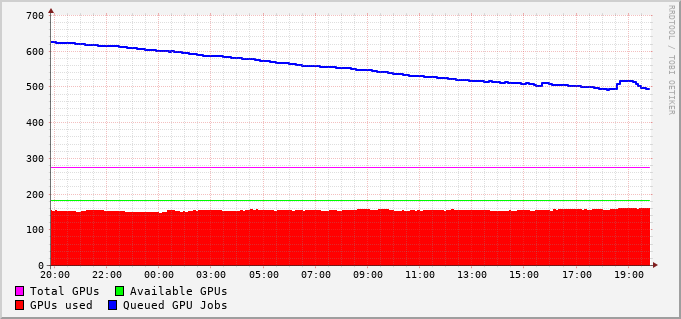 RRDTOOL / TOBI OETIKER
700
600
500
400
300
200
100
0
20:00 22:00 00:00 03:00 05:00 07:00 09:00 11:00 13:00 15:00 17:00 19:00
Total GPUs Available GPUs
GPUs used Queued GPU Jobs